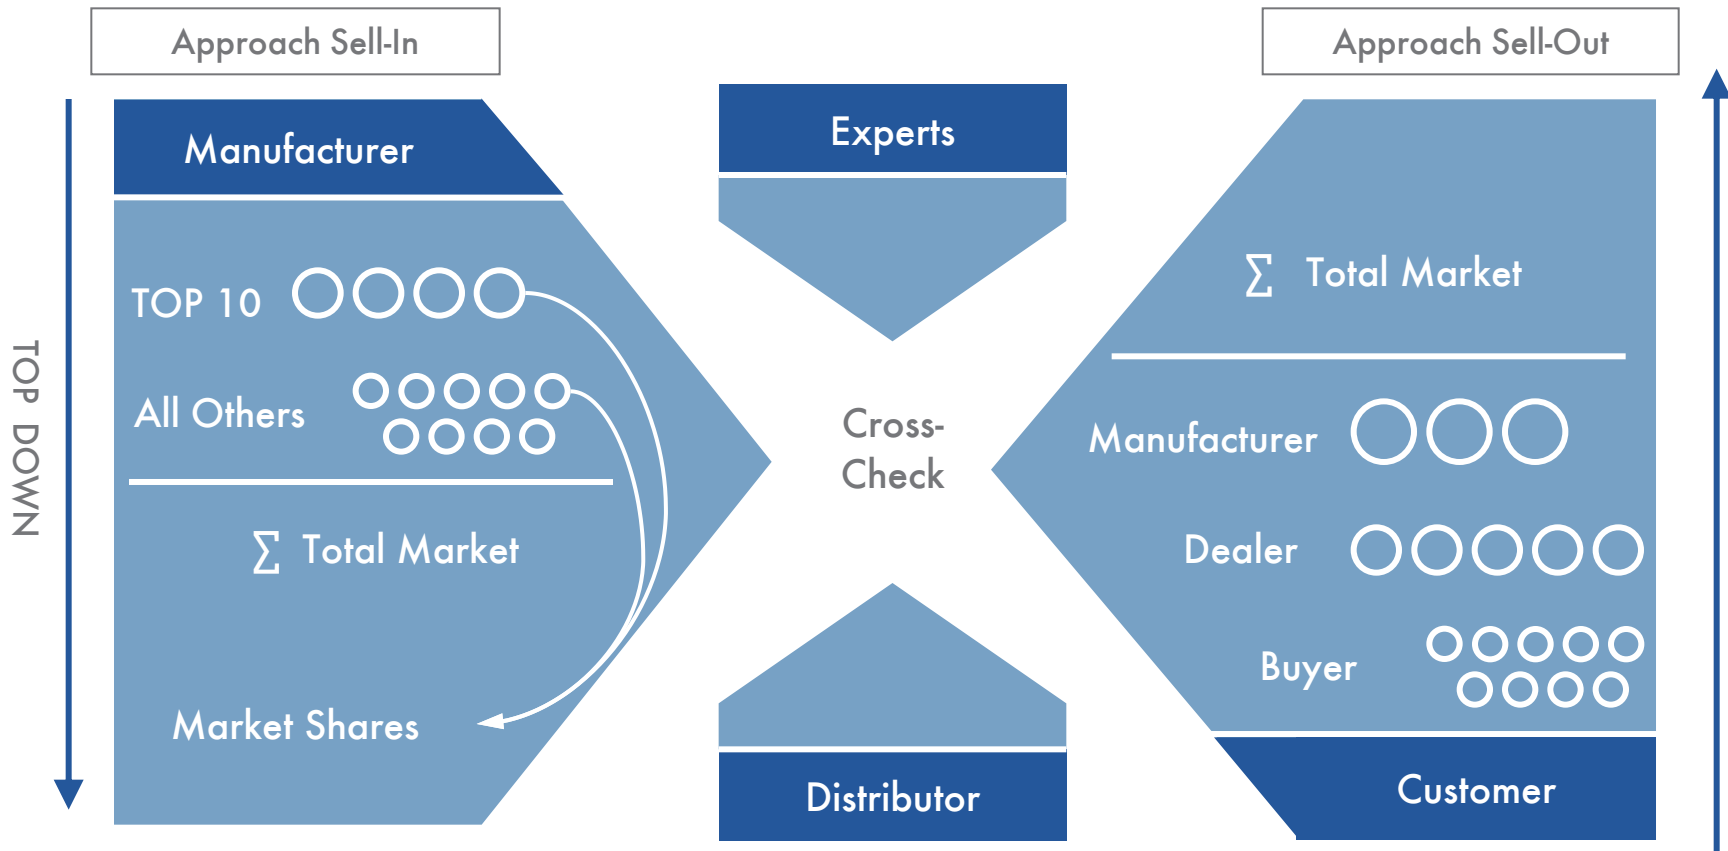 Approach Sell-In
Manufacturer
TOP 10
All Others
∑ Total Market
Market Shares
TOP DOWN
Experts
Cross-
Check
Distributor
Approach Sell-Out
∑ Total Market
Manufacturer
Dealer
Buyer
Customer